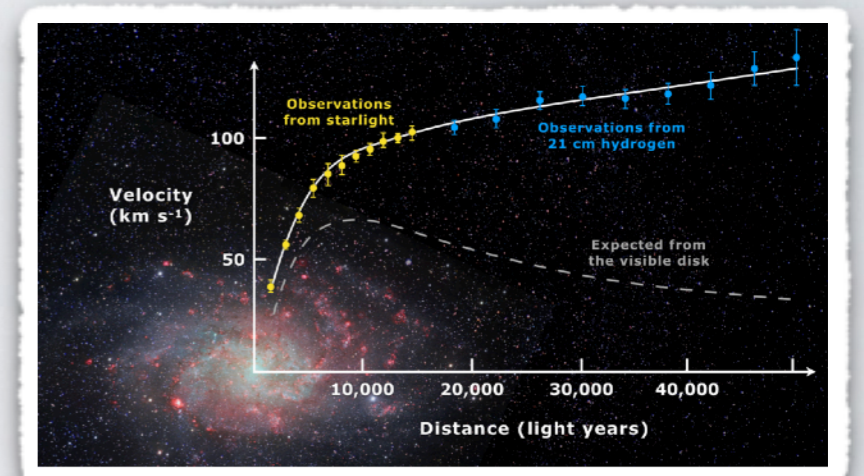 Observations
from starlight
100
Observations from
21 cm hydrogen
Velocity
(km s⁻¹)
Expected from
the visible disk
50
10,000
20,000
30,000
40,000
Distance (light years)